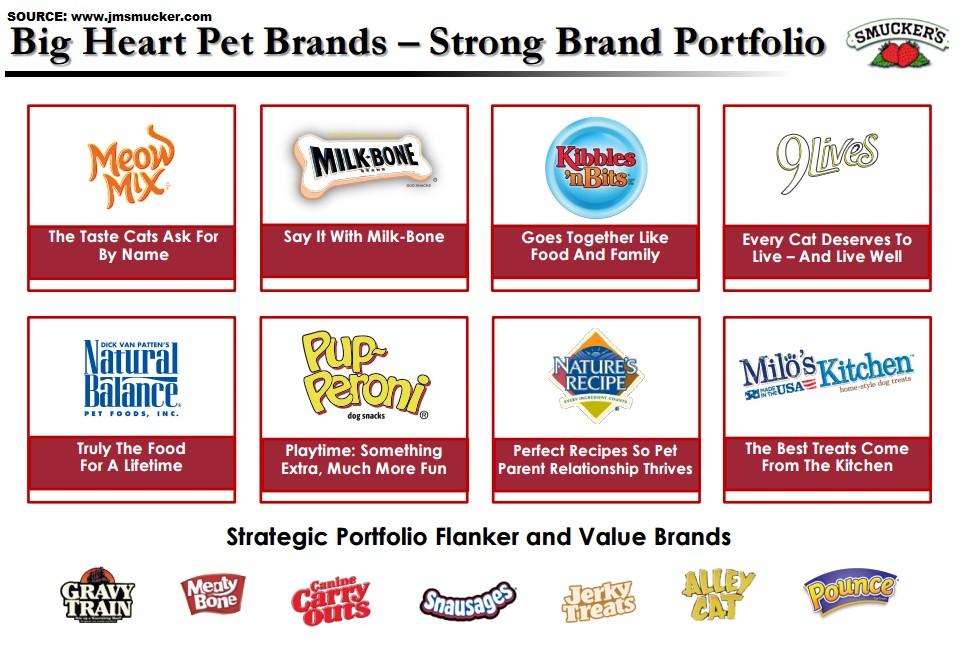 SOURCE: www.jmsmucker.com
Big Heart Pet Brands – Strong Brand Portfolio
SMUCKER'S
Meow
Mix
The Taste Cats Ask For
By Name
MILK-BONE
BRAND
DOG SNACKS
Say It With Milk-Bone
Kibbles
'nBits
Goes Together Like
Food And Family
9Lives
Every Cat Deserves To
Live – And Live Well
DICK VAN PATTEN'S
Natural
Balance
PET FOODS, INC.
Truly The Food
For A Lifetime
Pup-
Peroni
dog snacks
Playtime: Something
Extra, Much More Fun
NATURE'S
RECIPE
EVERY INGREDIENT COUNTS
Perfect Recipes So Pet
Parent Relationship Thrives
Milö's Kitchen
MADE IN THE USA
home-style dog treats
The Best Treats Come
From The Kitchen
Strategic Portfolio Flanker and Value Brands
GRAVY
TRAIN
Meaty
Bone
Canine
Carry
Outs
Snausages
Jerky
Treats
ALLEY
CAT
Pounce